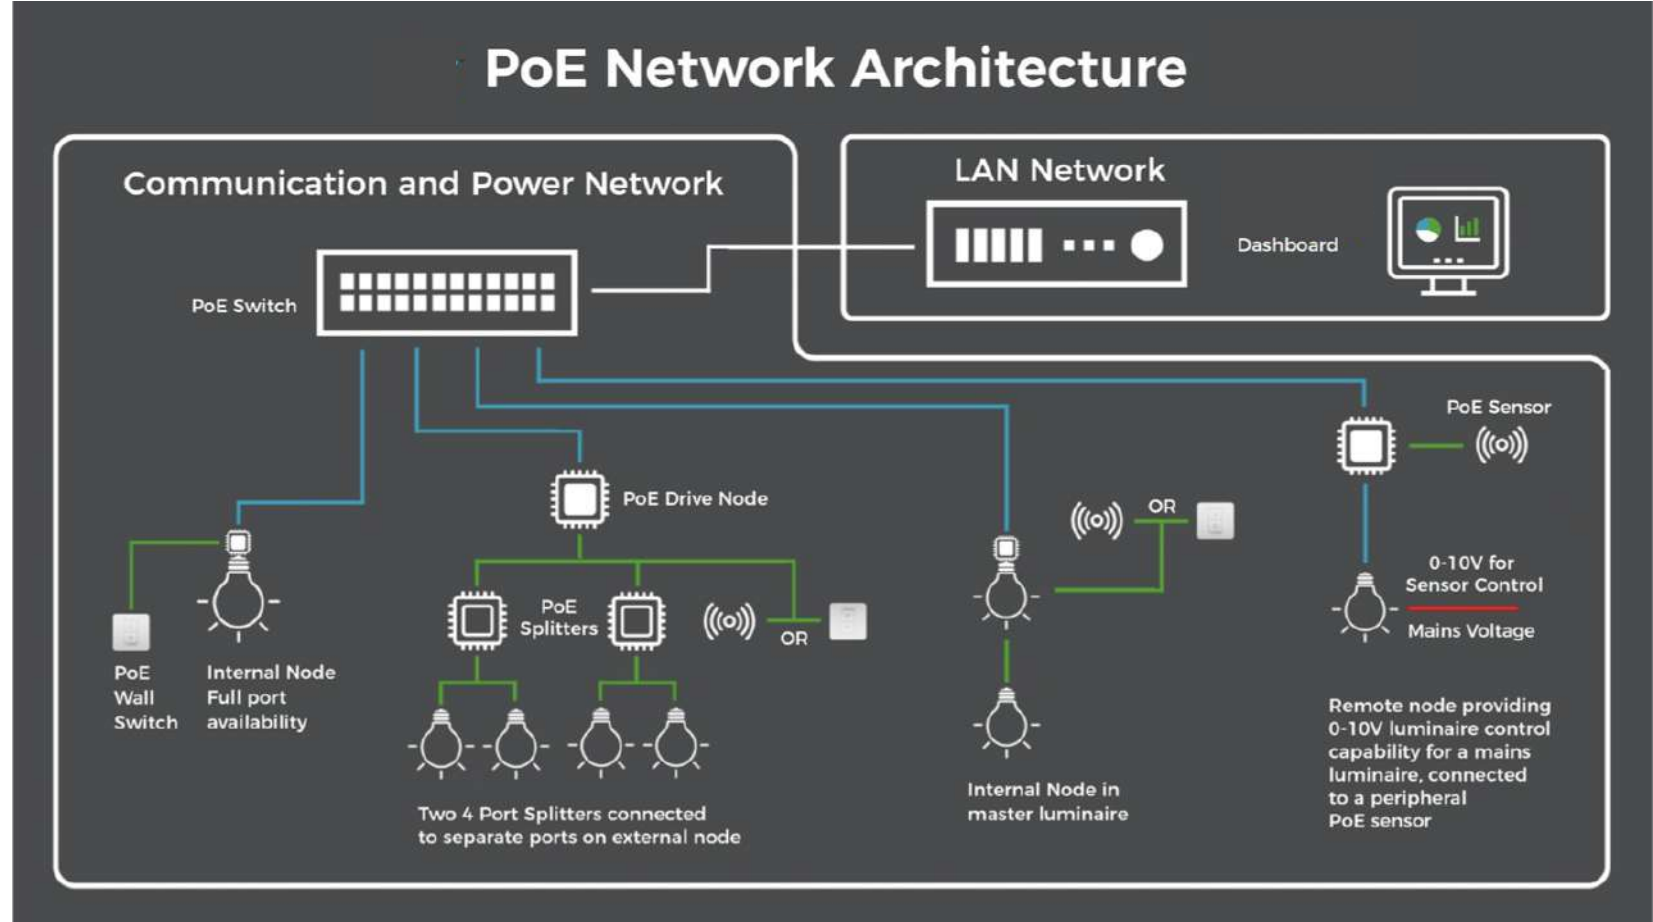 PoE Network Architecture
Communication and Power Network
LAN Network
Dashboard
PoE Switch
PoE Sensor
PoE Drive Node
OR
0-10V for
Sensor Control
Mains Voltage
PoE
Splitters
OR
PoE
Wall
Switch
Internal Node
Full port
availability
Two 4 Port Splitters connected
to separate ports on external node
Internal Node in
master luminaire
Remote node providing
0-10V luminaire control
capability for a mains
luminaire, connected
to a peripheral
PoE sensor